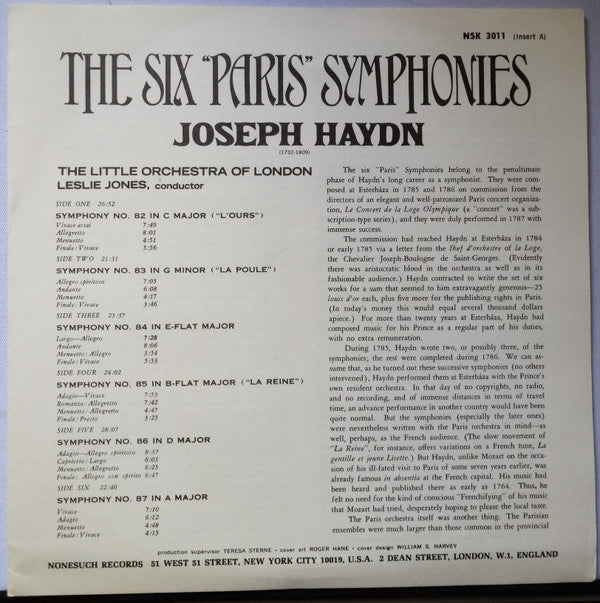 NSK 3011 (Insert A)
THE SIX "PARIS" SYMPHONIES
JOSEPH HAYDN
(1732-1809)
THE LITTLE ORCHESTRA OF LONDON
LESLIE JONES, conductor
SIDE ONE 26:52
SYMPHONY NO. 82 IN C MAJOR ("L'OURS")
Vivace assai 7:49
Allegretto 8:01
Menuetto 4:51
Finale: Vivace 5:36
SIDE TWO 21:31
SYMPHONY NO. 83 IN G MINOR ("LA POULE")
Allegro spiritoso 7:05
Andante 6:08
Menuetto 4:17
Finale: Vivace 3:46
SIDE THREE 25:37
SYMPHONY NO. 84 IN E-FLAT MAJOR
Largo—Allegro 7:28
Andante 8:06
Menuetto: Allegro 3:54
Finale: Vivace 5:53
SIDE FOUR 24:02
SYMPHONY NO. 85 IN B-FLAT MAJOR ("LA REINE")
Adagio—Vivace 7:53
Romanza: Allegretto 7:42
Menuetto: Allegretto 4:47
Finale: Presto 3:25
SIDE FIVE 28:07
SYMPHONY NO. 86 IN D MAJOR
Adagio—Allegro spiritoso 8:37
Capriccio: Largo 6:03
Menuetto: Allegretto 6:25
Finale: Allegro con spirito 6:47
SIDE SIX 22:40
SYMPHONY NO. 87 IN A MAJOR
Vivace 7:10
Adagio 6:12
Menuetto 4:48
Finale: Vivace 4:15
The six "Paris" Symphonies belong to the penultimate
phase of Haydn's long career as a symphonist. They were com-
posed at Esterháza in 1785 and 1786 on commission from the
directors of an elegant and well-patronized Paris concert organiza-
tion, Le Concert de la Loge Olympique (a "concert" was a sub-
scription-type series), and they were duly performed in 1787 with
immense success.
The commission had reached Haydn at Esterháza in 1784
or early 1785 via a letter from the chef d'orchestre of la Loge,
the Chevalier Joseph-Boulogne de Saint-Georges. (Evidently
there was aristocratic blood in the orchestra as well as in its
fashionable audience.) Haydn contracted to write the set of six
works for a sum that seemed to him extravagantly generous—25
louis d'or each, plus five more for the publishing rights in Paris.
(In today's money this would equal several thousand dollars
apiece.) For more than twenty years at Esterháza, Haydn had
composed music for his Prince as a regular part of his duties,
with no extra remuneration.
During 1785, Haydn wrote two, or possibly three, of the
symphonies; the rest were completed during 1786. We can as-
sume that, as he turned out these successive symphonies (no others
intervened), Haydn performed them at Esterháza with the Prince's
own resident orchestra. In that day of no copyrights, no radio,
and no recording, and of immense distances in terms of travel
time, an advance performance in another country would have been
quite normal. But the symphonies (especially the later ones)
were nevertheless written with the Paris orchestra in mind—as
well, perhaps, as the French audience. (The slow movement of
"La Reine", for instance, offers variations on a French tune, La
gentille et jeune Lisette.) But Haydn, unlike Mozart on the occa-
sion of his ill-fated visit to Paris of some seven years earlier, was
already famous in absentia at the French capital. His music had
been heard and published there as early as 1764. Thus, he
felt no need for the kind of conscious "Frenchifying" of his music
that Mozart had tried, desperately hoping to please the local taste.
The Paris orchestra itself was another thing. The Parisian
ensembles were much larger than those common in the provincial
production supervisor TERESA STERNE · cover art ROGER HANE · cover design WILLIAM S. HARVEY
NONESUCH RECORDS 51 WEST 51 STREET, NEW YORK CITY 10019, U.S.A. 2 DEAN STREET, LONDON, W.1, ENGLAND